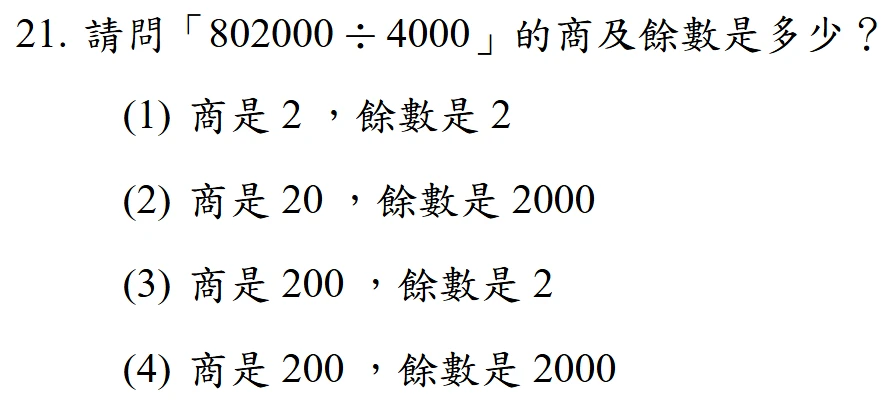 21. 請問「802000 ÷ 4000」的商及餘數是多少?
(1) 商是 2 ,餘數是 2
(2) 商是 20 ,餘數是 2000
(3) 商是 200 ,餘數是 2
(4) 商是 200 ,餘數是 2000